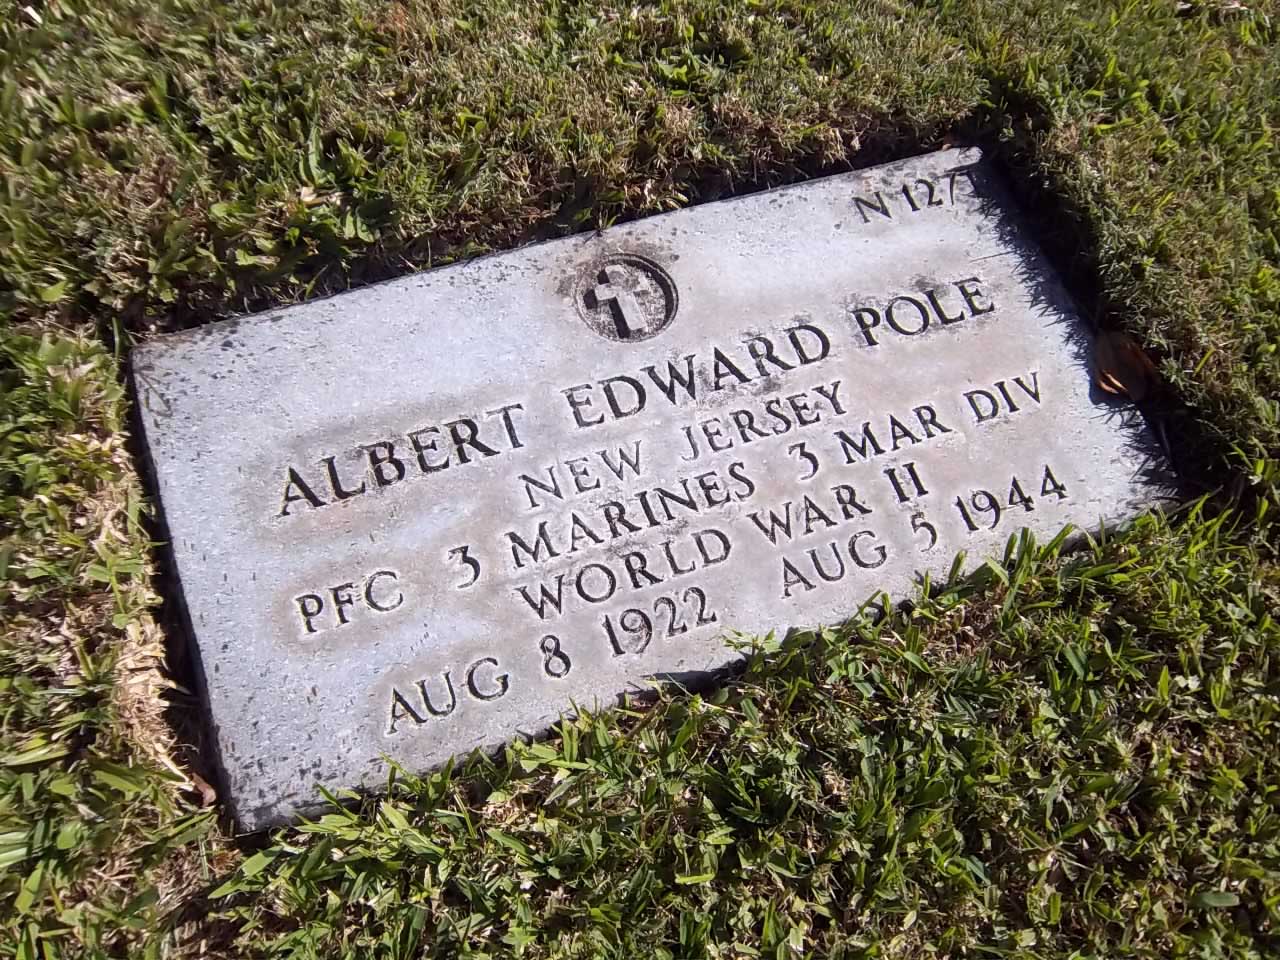 N 127
ALBERT EDWARD POLE
NEW JERSEY
PFC 3 MARINES 3 MAR DIV
WORLD WAR II
AUG 8 1922 AUG 5 1944